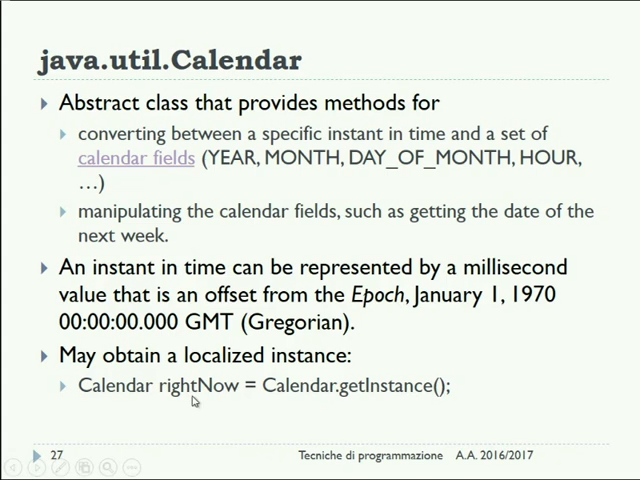 java.util.Calendar
Abstract class that provides methods for
converting between a specific instant in time and a set of
calendar fields (YEAR, MONTH, DAY_OF_MONTH, HOUR,
…)
manipulating the calendar fields, such as getting the date of the
next week.
An instant in time can be represented by a millisecond
value that is an offset from the Epoch, January 1, 1970
00:00:00.000 GMT (Gregorian).
May obtain a localized instance:
Calendar rightNow = Calendar.getInstance();
27 Tecniche di programmazione A.A. 2016/2017